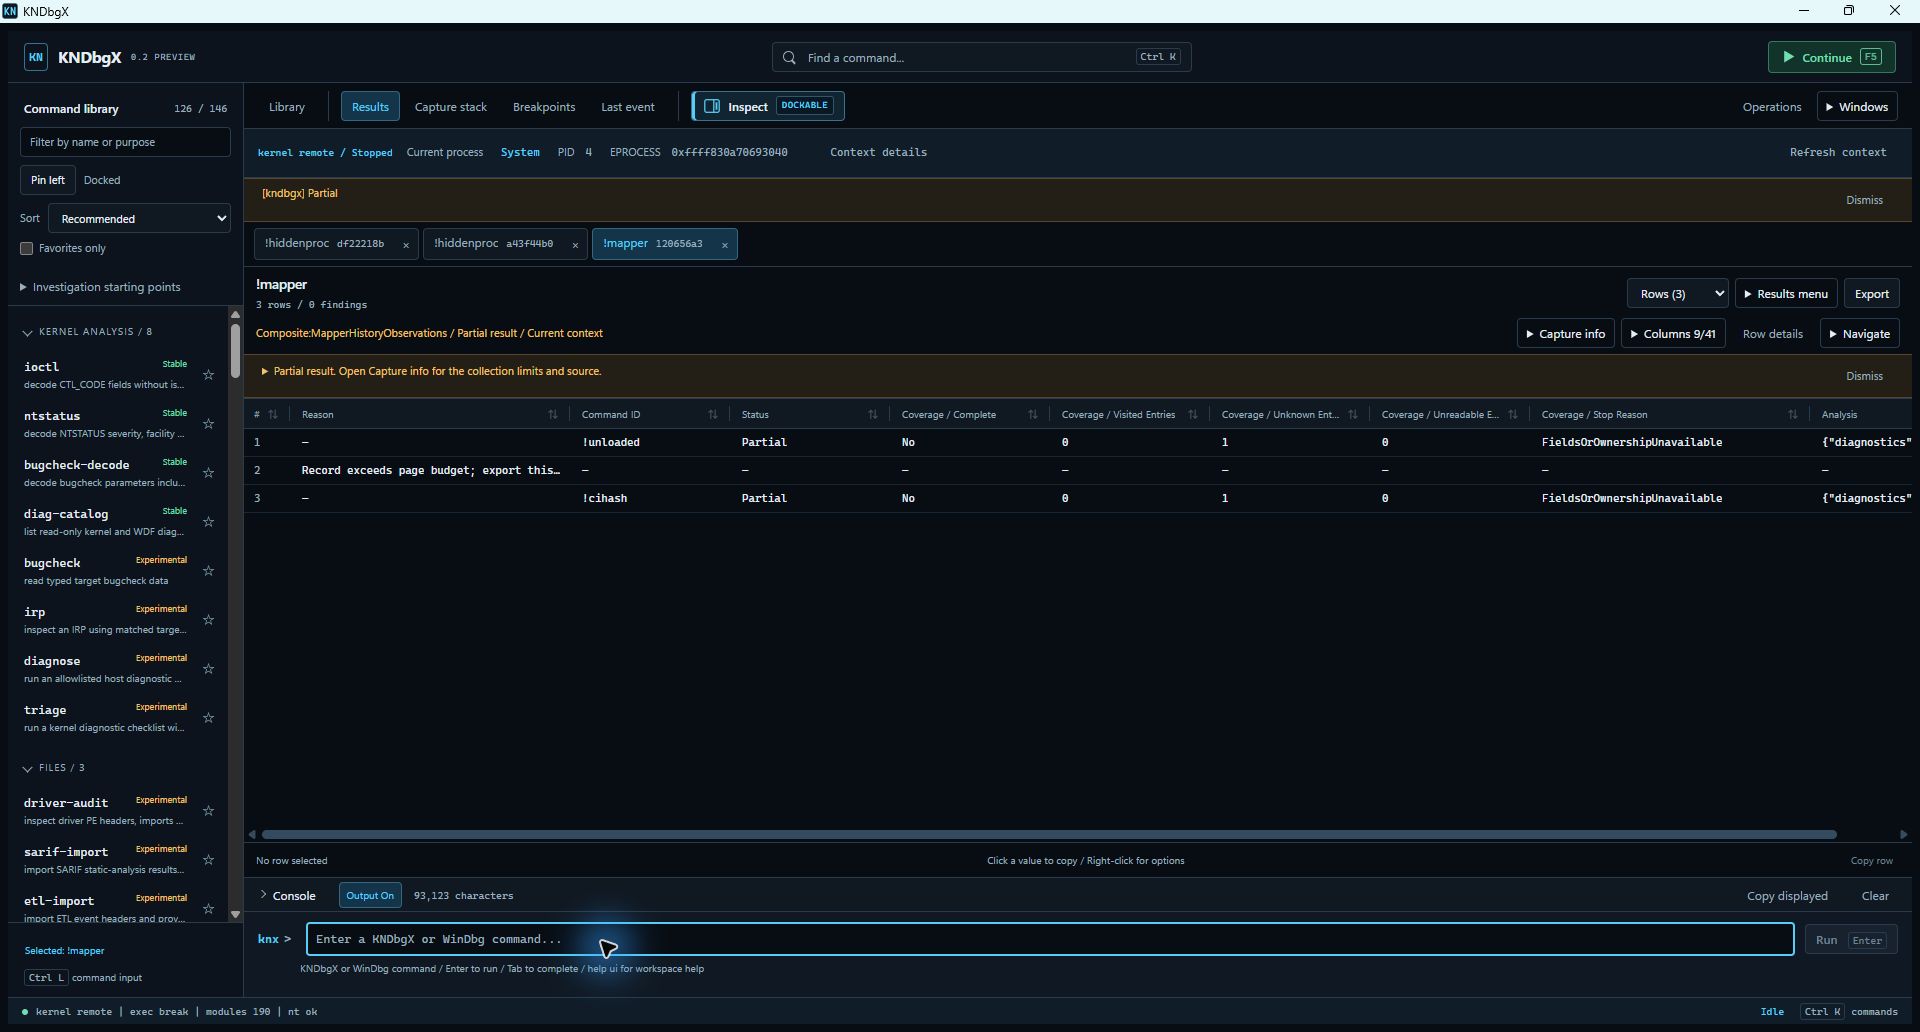 KN KNDbgX
KN KNDbgX 0.2 PREVIEW
Find a command... Ctrl K
Continue F5
Command library 126 / 146
Filter by name or purpose
Pin left Docked
Sort Recommended
Favorites only
Investigation starting points
KERNEL ANALYSIS / 8
ioctl Stable
decode CTL_CODE fields without is...
ntstatus Stable
decode NTSTATUS severity, facility ...
bugcheck-decode Stable
decode bugcheck parameters inclu...
diag-catalog Stable
list read-only kernel and WDF diag...
bugcheck Experimental
read typed target bugcheck data
irp Experimental
inspect an IRP using matched targe...
diagnose Experimental
run an allowlisted host diagnostic ...
triage Experimental
run a kernel diagnostic checklist wi...
FILES / 3
driver-audit Experimental
inspect driver PE headers, imports ...
sarif-import Experimental
import SARIF static-analysis results...
etl-import Experimental
import ETL event headers and prov...
Selected: !mapper
Ctrl L command input
Library Results Capture stack Breakpoints Last event Inspect DOCKABLE Operations Windows
kernel remote / Stopped Current process System PID 4 EPROCESS 0xffff830a70693040 Context details Refresh context
[kndbgx] Partial Dismiss
!hiddenproc df22218b × !hiddenproc a43f44b0 × !mapper 120656a3 ×
!mapper
3 rows / 0 findings
Rows (3) Results menu Export
Composite:MapperHistoryObservations / Partial result / Current context
Capture info Columns 9/41 Row details Navigate
Partial result. Open Capture info for the collection limits and source. Dismiss
# Reason Command ID Status Coverage / Complete Coverage / Visited Entries Coverage / Unknown Ent... Coverage / Unreadable E... Coverage / Stop Reason Analysis
1 — !unloaded Partial No 0 1 0 FieldsOrOwnershipUnavailable {"diagnostics"
2 Record exceeds page budget; export this… — — — — — — — —
3 — !cihash Partial No 0 1 0 FieldsOrOwnershipUnavailable {"diagnostics"
No row selected Click a value to copy / Right-click for options Copy row
Console Output On 93,123 characters Copy displayed Clear
knx > Enter a KNDbgX or WinDbg command... Run Enter
KNDbgX or WinDbg command / Enter to run / Tab to complete / help ui for workspace help
kernel remote | exec break | modules 190 | nt ok Idle Ctrl K commands